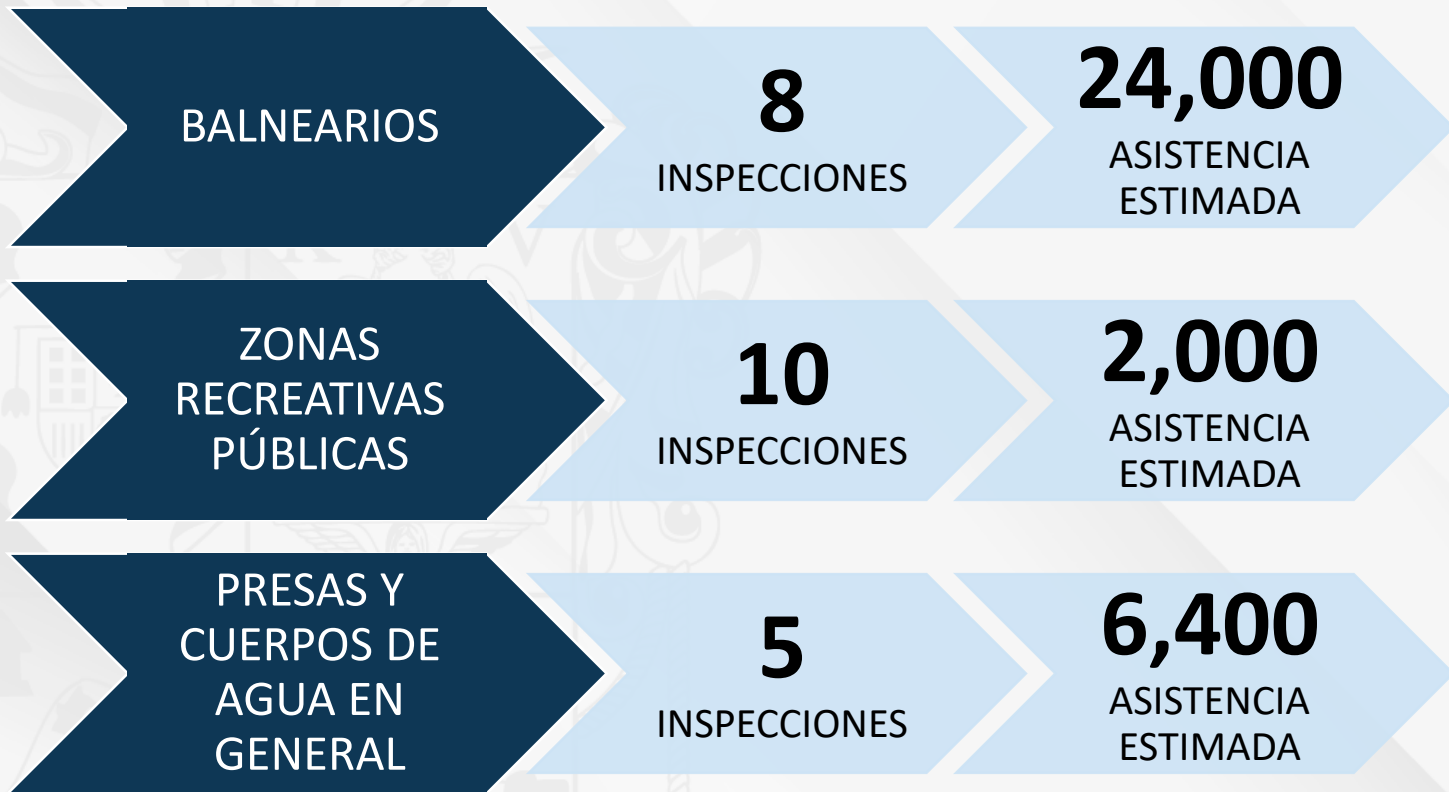 BALNEARIOS
8
INSPECCIONES
24,000
ASISTENCIA
ESTIMADA
ZONAS
RECREATIVAS
PÚBLICAS
10
INSPECCIONES
2,000
ASISTENCIA
ESTIMADA
PRESAS Y
CUERPOS DE
AGUA EN
GENERAL
5
INSPECCIONES
6,400
ASISTENCIA
ESTIMADA